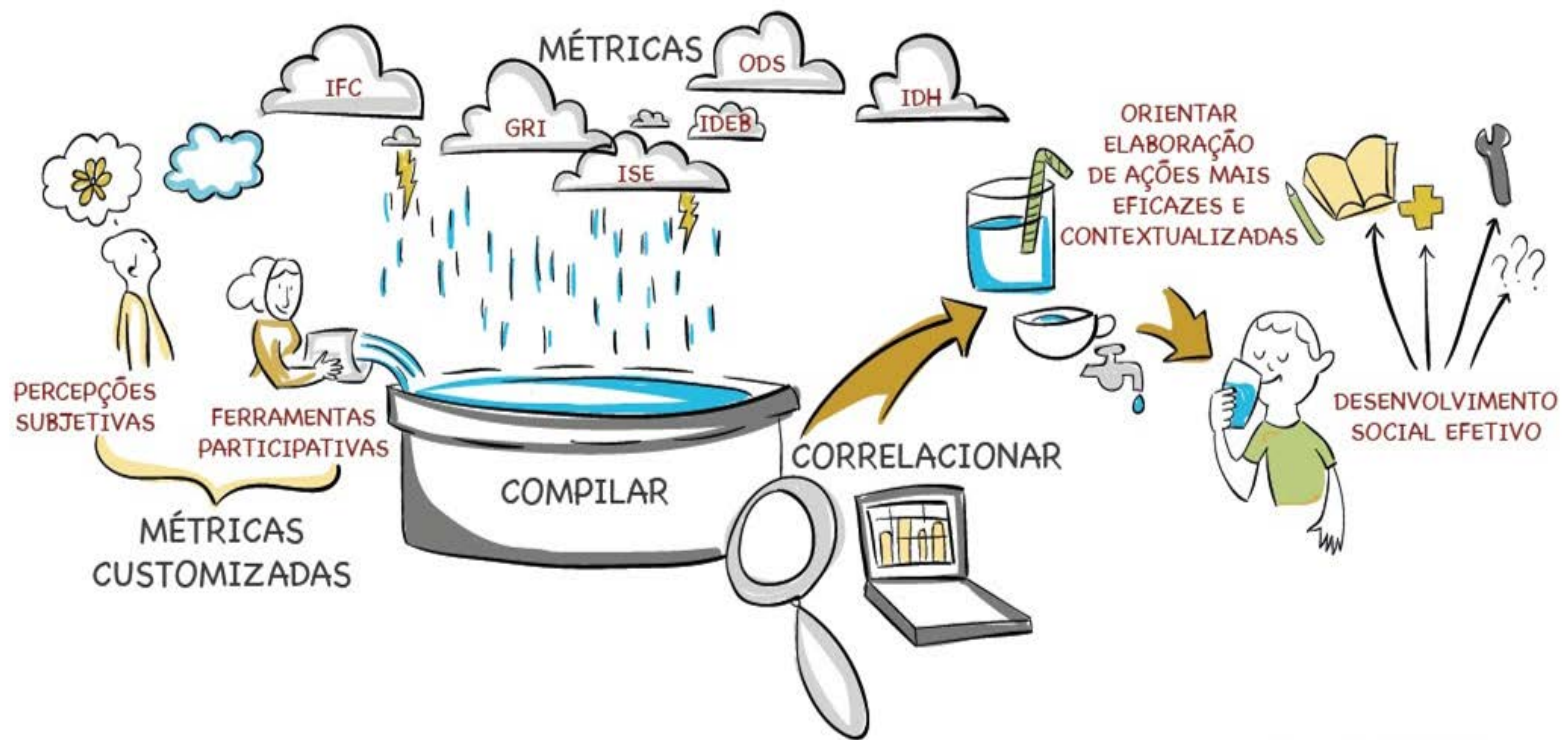 MÉTRICAS
IFC
GRI
ISE
IDEB
ODS
IDH
PERCEPÇÕES
SUBJETIVAS
FERRAMENTAS
PARTICIPATIVAS
MÉTRICAS
CUSTOMIZADAS
COMPILAR
CORRELACIONAR
ORIENTAR
ELABORAÇÃO
DE AÇÕES MAIS
EFICAZES E
CONTEXTUALIZADAS
???
DESENVOLVIMENTO
SOCIAL EFETIVO